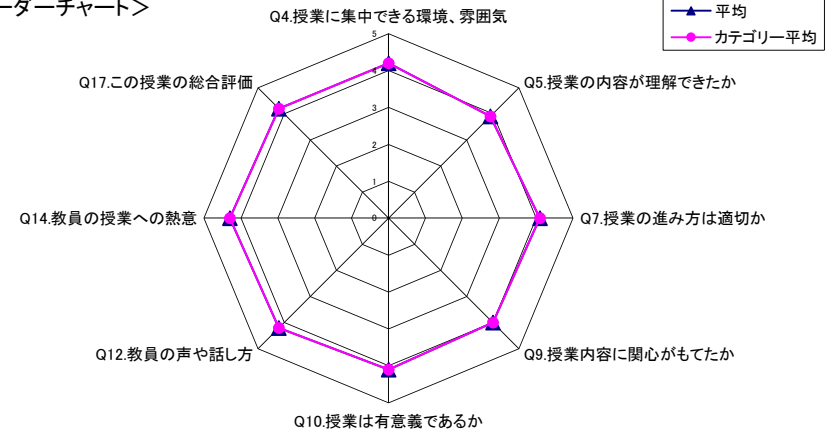 ーダーチャート＞
平均
カテゴリー平均
Q4.授業に集中できる環境、雰囲気
Q5.授業の内容が理解できたか
Q7.授業の進み方は適切か
Q9.授業内容に関心がもてたか
Q10.授業は有意義であるか
Q12.教員の声や話し方
Q14.教員の授業への熱意
Q17.この授業の総合評価
5
4
3
2
1
0